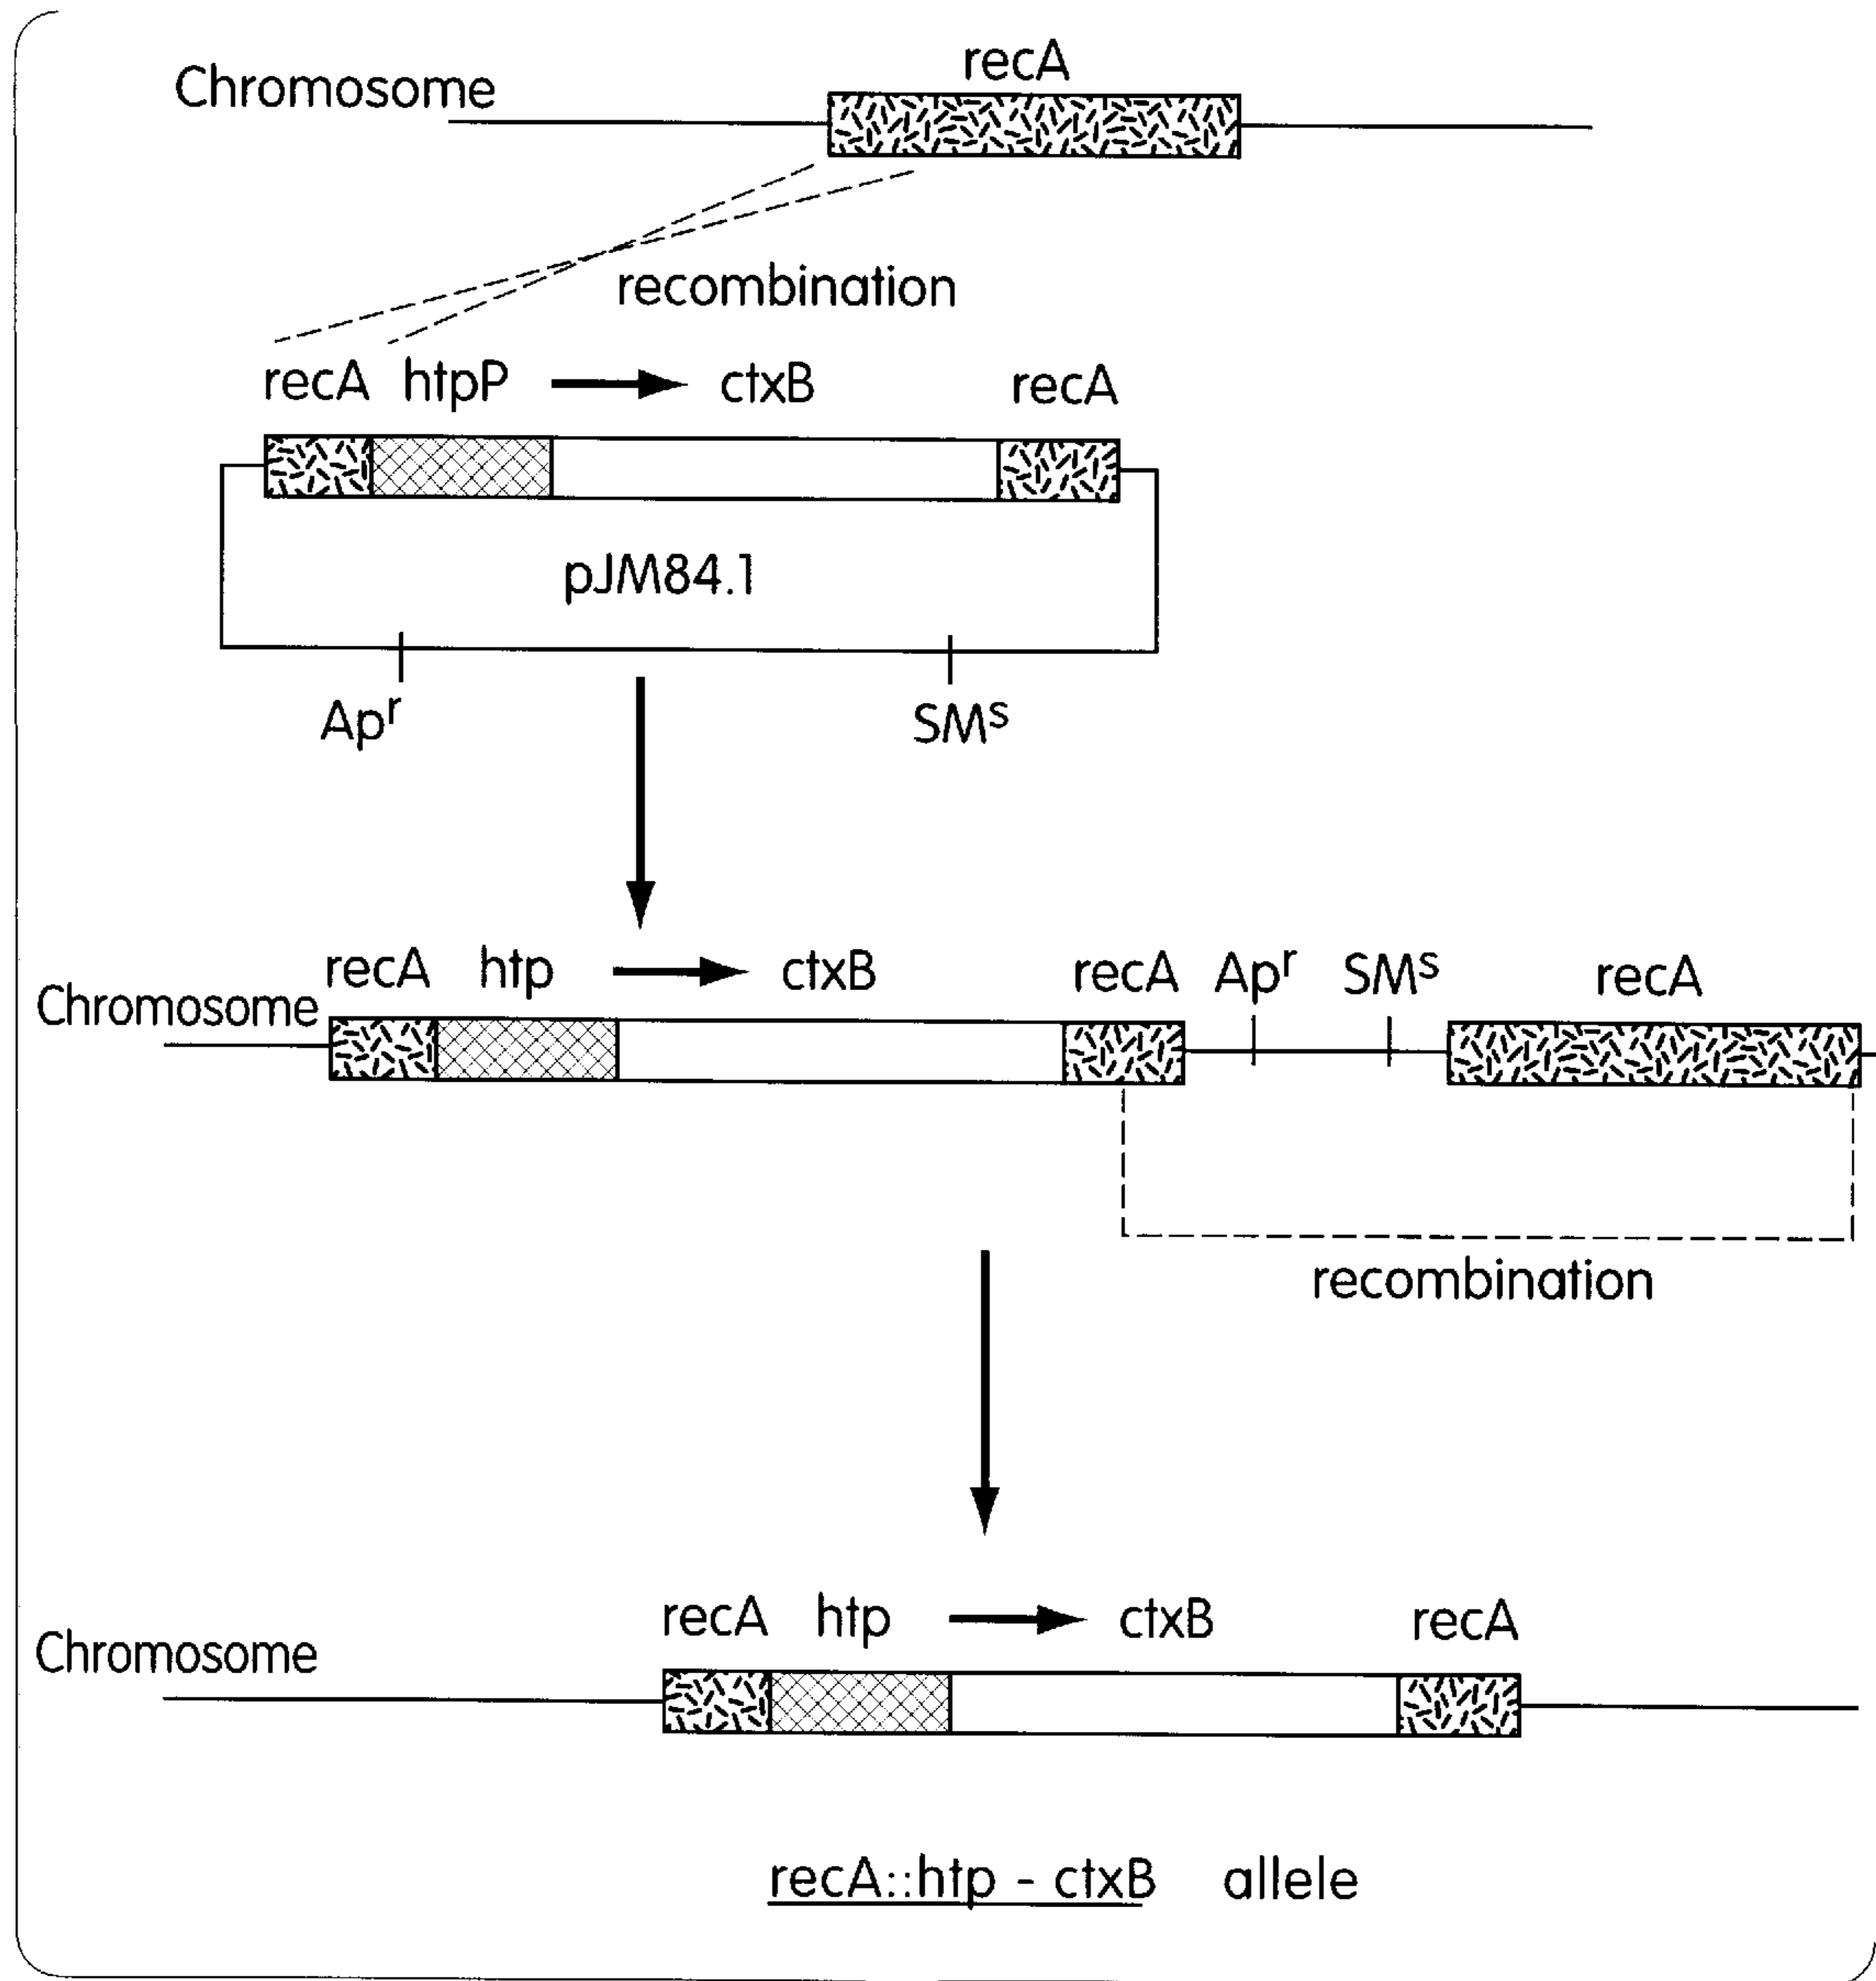 recA
Chromosome
recombination
recA htpP ctxB recA
pJM84.1
Apʳ SMˢ
recA htp ctxB recA Apʳ SMˢ recA
Chromosome
recombination
recA htp ctxB recA
Chromosome
recA::htp - ctxB allele